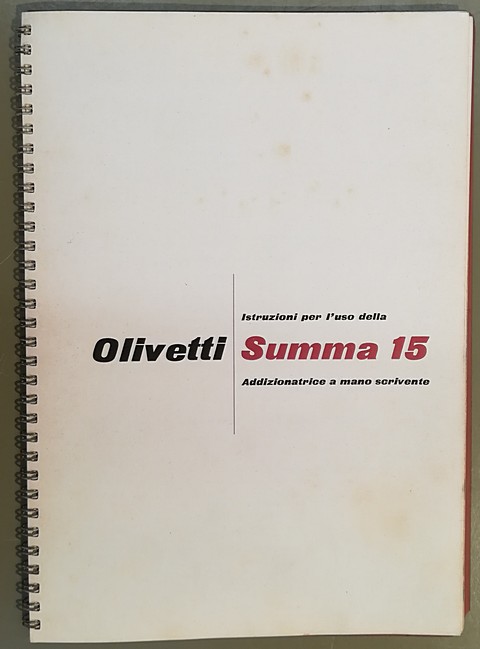 Istruzioni per l'uso della
Olivetti Summa 15
Addizionatrice a mano scrivente